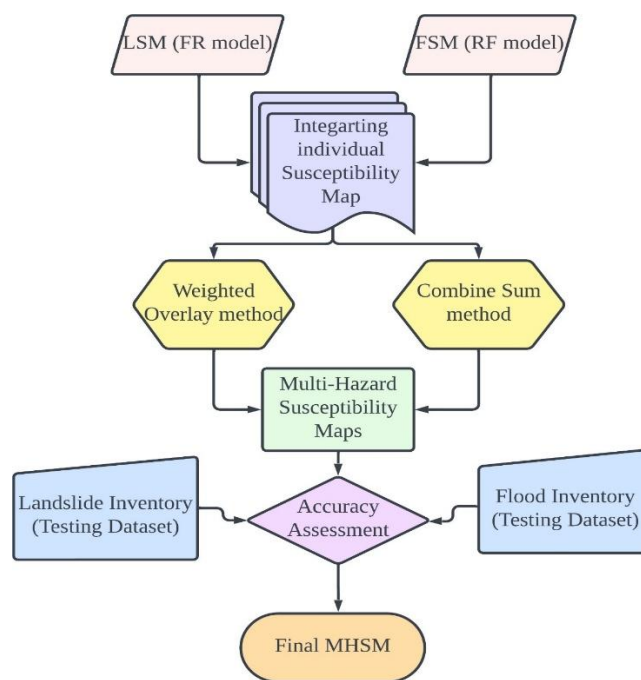 LSM (FR model)
FSM (RF model)
Integarting
individual
Susceptibility
Map
Weighted
Overlay method
Combine Sum
method
Multi-Hazard
Susceptibility
Maps
Landslide Inventory
(Testing Dataset)
Accuracy
Assessment
Flood Inventory
(Testing Dataset)
Final MHSM